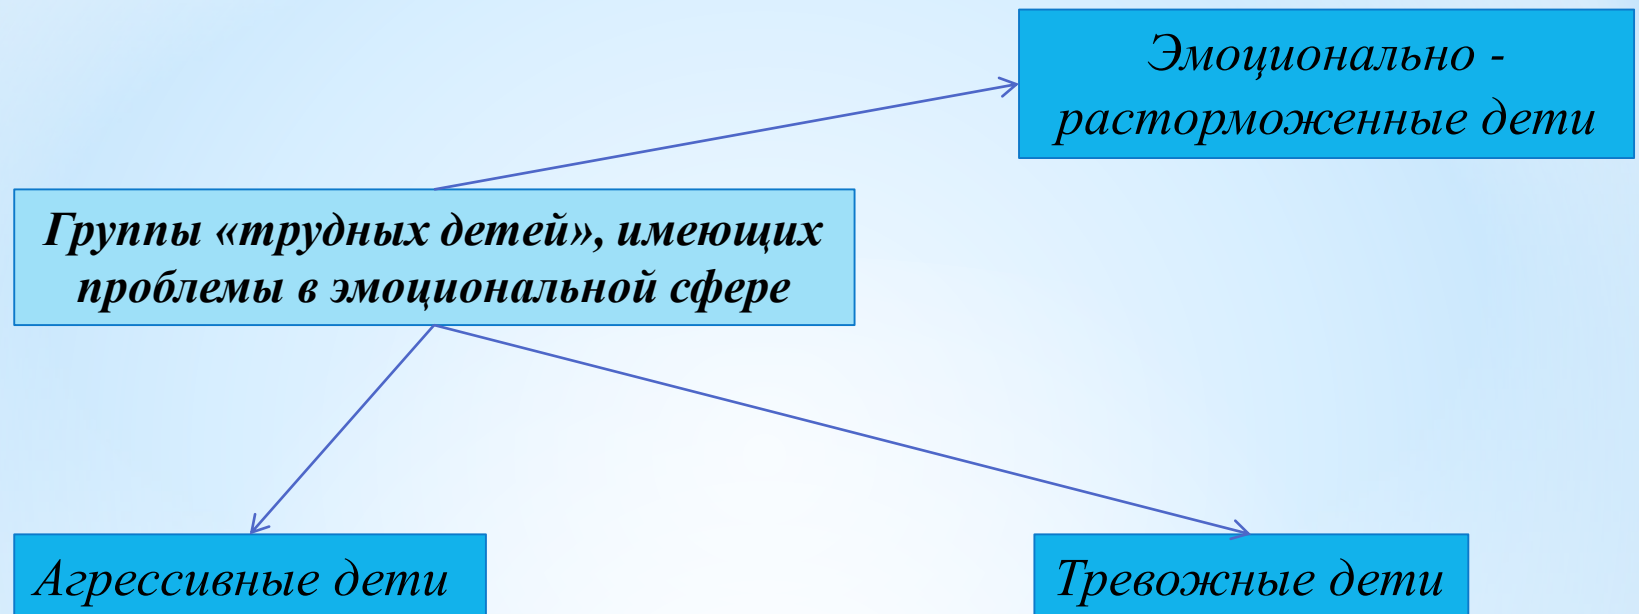 Эмоционально -
расторможенные дети
Группы «трудных детей», имеющих
проблемы в эмоциональной сфере
Агрессивные дети
Тревожные дети